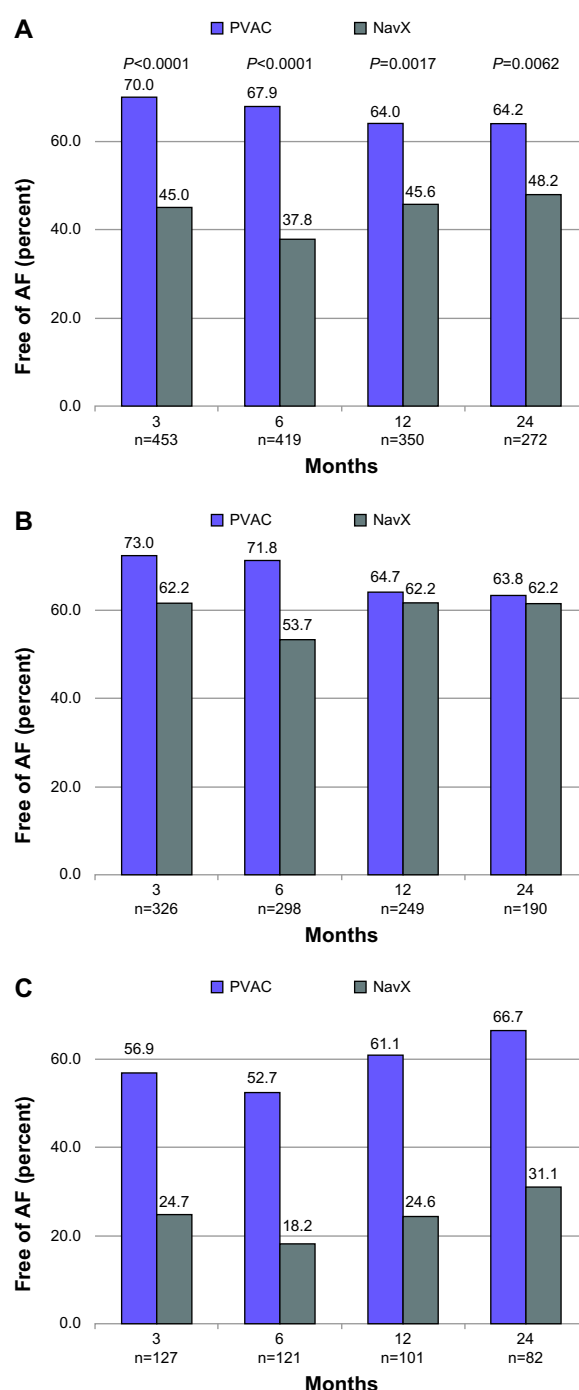 A
PVAC NavX
P<0.0001 P<0.0001 P=0.0017 P=0.0062
70.0 67.9 64.0 64.2
45.0 37.8 45.6 48.2
Free of AF (percent)
60.0
40.0
20.0
0.0
3 6 12 24
n=453 n=419 n=350 n=272
Months
B
PVAC NavX
73.0 71.8 64.7 63.8
62.2 53.7 62.2 62.2
Free of AF (percent)
60.0
40.0
20.0
0.0
3 6 12 24
n=326 n=298 n=249 n=190
Months
C
PVAC NavX
56.9 52.7 61.1 66.7
24.7 18.2 24.6 31.1
Free of AF (percent)
60.0
40.0
20.0
0.0
3 6 12 24
n=127 n=121 n=101 n=82
Months